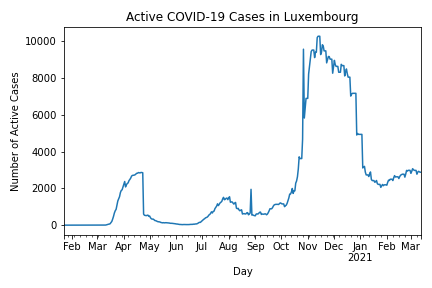 Active COVID-19 Cases in Luxembourg
Number of Active Cases
10000
8000
6000
4000
2000
0
Feb Mar Apr May Jun Jul Aug Sep Oct Nov Dec Jan Feb Mar
2021
Day